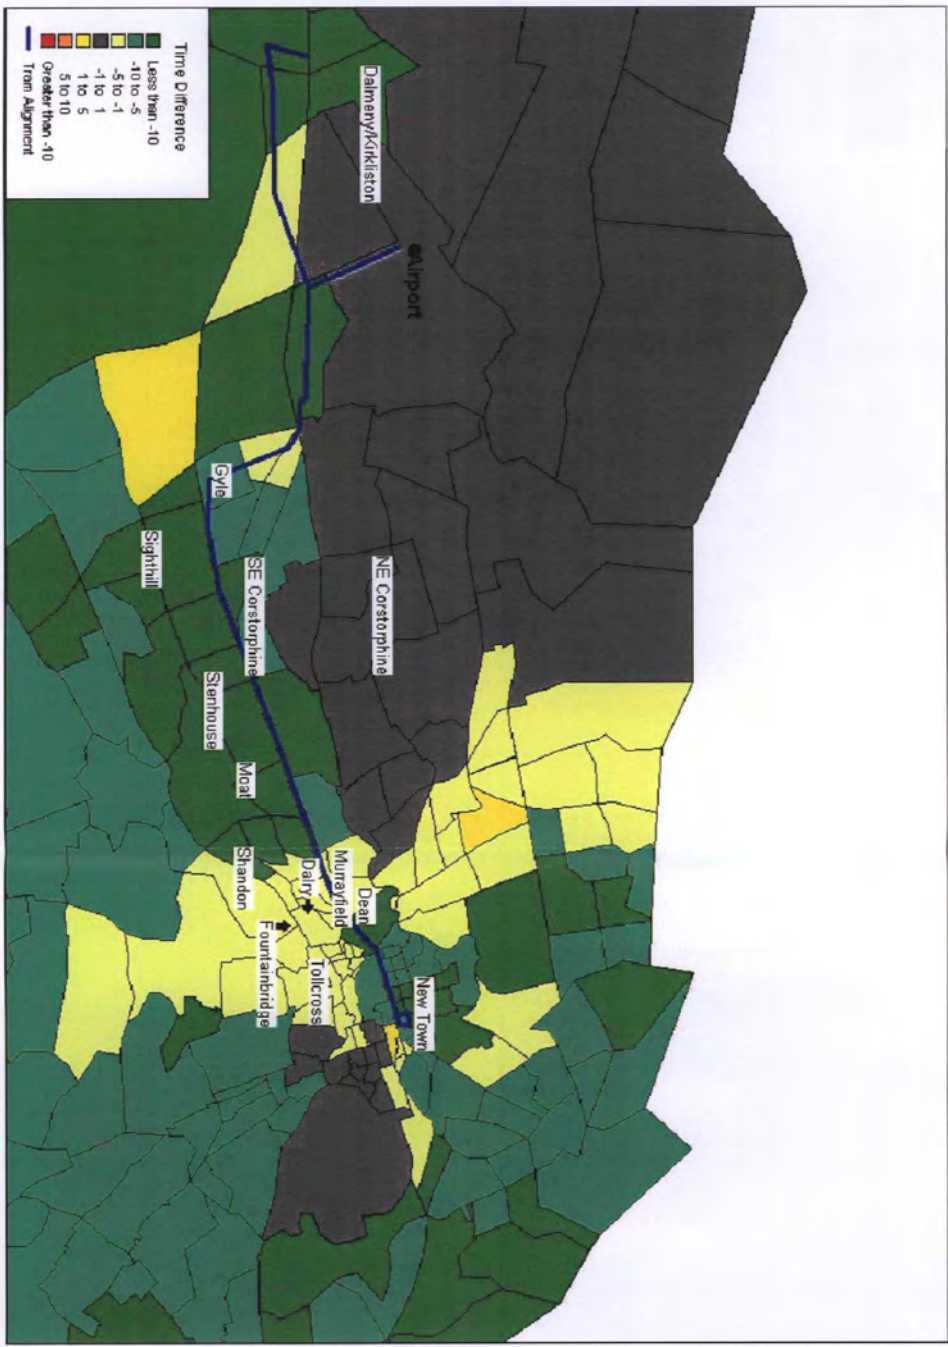 Time Difference
Less than -10
-10 to -5
-5 to -1
-1 to 1
1 to 5
5 to 10
Greater than -10
Tram Alignment
Dalmeny/Kirkliston
Airport
Gyle
Sighthill
SE Corstorphine
NE Corstorphine
Stenhouse
Moat
Shandon
Dalry
Murrayfield
Dean
Fountainbridge
Tollcross
New Town